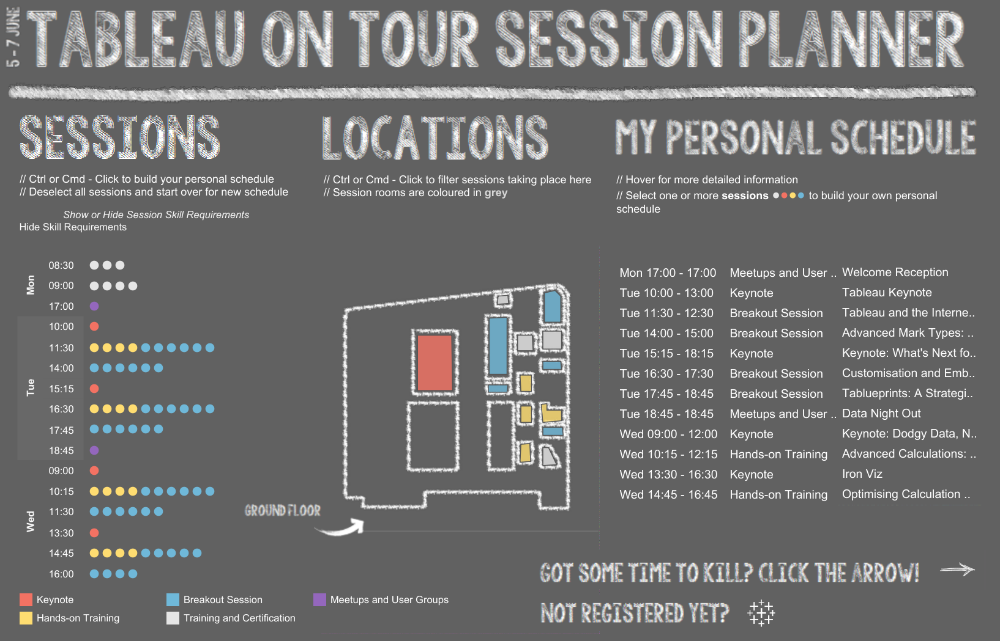 5 - 7 JUNE
TABLEAU ON TOUR SESSION PLANNER
SESSIONS
// Ctrl or Cmd - Click to build your personal schedule
// Deselect all sessions and start over for new schedule
Show or Hide Session Skill Requirements
Hide Skill Requirements
Mon
08:30
09:00
17:00
Tue
10:00
11:30
14:00
15:15
16:30
17:45
18:45
Wed
09:00
10:15
11:30
13:30
14:45
16:00
Keynote
Breakout Session
Meetups and User Groups
Hands-on Training
Training and Certification
LOCATIONS
// Ctrl or Cmd - Click to filter sessions taking place here
// Session rooms are coloured in grey
GROUND FLOOR
MY PERSONAL SCHEDULE
// Hover for more detailed information
// Select one or more sessions to build your own personal
schedule
Mon 17:00 - 17:00 Meetups and User .. Welcome Reception
Tue 10:00 - 13:00 Keynote Tableau Keynote
Tue 11:30 - 12:30 Breakout Session Tableau and the Interne..
Tue 14:00 - 15:00 Breakout Session Advanced Mark Types: ..
Tue 15:15 - 18:15 Keynote Keynote: What's Next fo..
Tue 16:30 - 17:30 Breakout Session Customisation and Emb..
Tue 17:45 - 18:45 Breakout Session Tablueprints: A Strategi..
Tue 18:45 - 18:45 Meetups and User .. Data Night Out
Wed 09:00 - 12:00 Keynote Keynote: Dodgy Data, N..
Wed 10:15 - 12:15 Hands-on Training Advanced Calculations: ..
Wed 13:30 - 16:30 Keynote Iron Viz
Wed 14:45 - 16:45 Hands-on Training Optimising Calculation ..
GOT SOME TIME TO KILL? CLICK THE ARROW!
NOT REGISTERED YET?